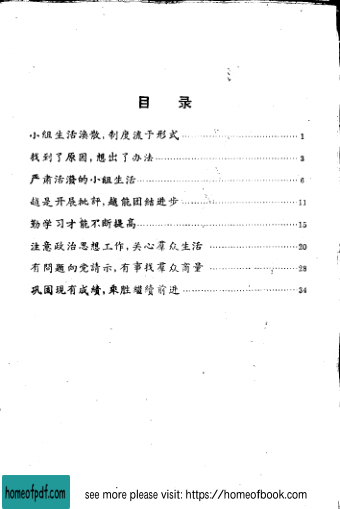 目 录
小組生活渙散,制度流于形式 1
找到了原因,想出了办法 3
严肃活潑的小組生活 6
越是开展批評,越能团結进步 11
勤学习才能不断提高 15
注意政治思想工作,关心羣众生活 20
有問題向党請示,有事找羣众商量 28
巩固现有成績,乘胜继續前进 34
homeofpdf.com
see more please visit: https://homeofbook.com